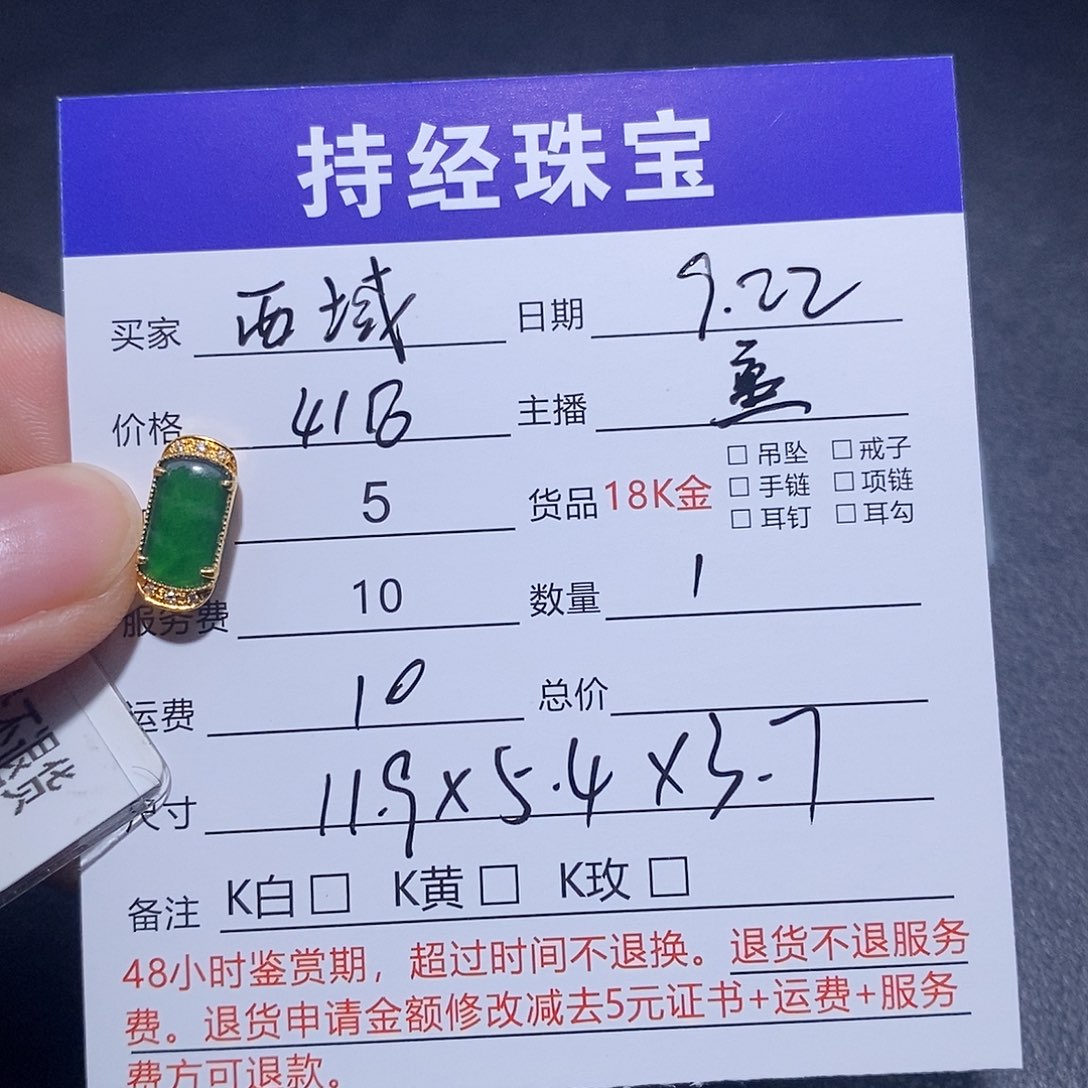 持经珠宝
买家 西域 日期 9.22
价格 418 主播
5 货品 18K金 □ 吊坠 □ 戒子
□ 手链 □ 项链
□ 耳钉 □ 耳勾
服务费 10 数量 1
运费 10 总价
尺寸 11.9×5.4×3.7
备注 K白□ K黄□ K玫□
48小时鉴赏期，超过时间不退换。退货不退服务
费。退货申请金额修改减去5元证书+运费+服务
费方可退款。